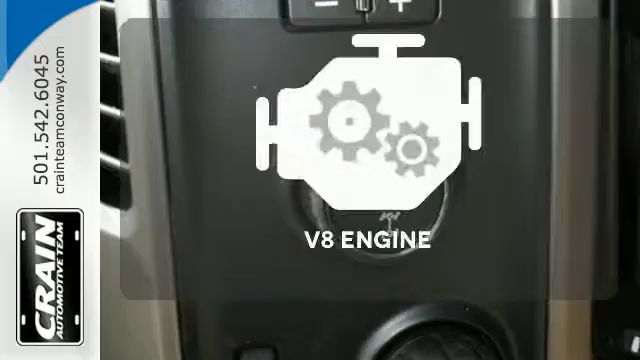 501.542.6045
crainteamconway.com
CRAIN
AUTOMOTIVE TEAM
V8 ENGINE